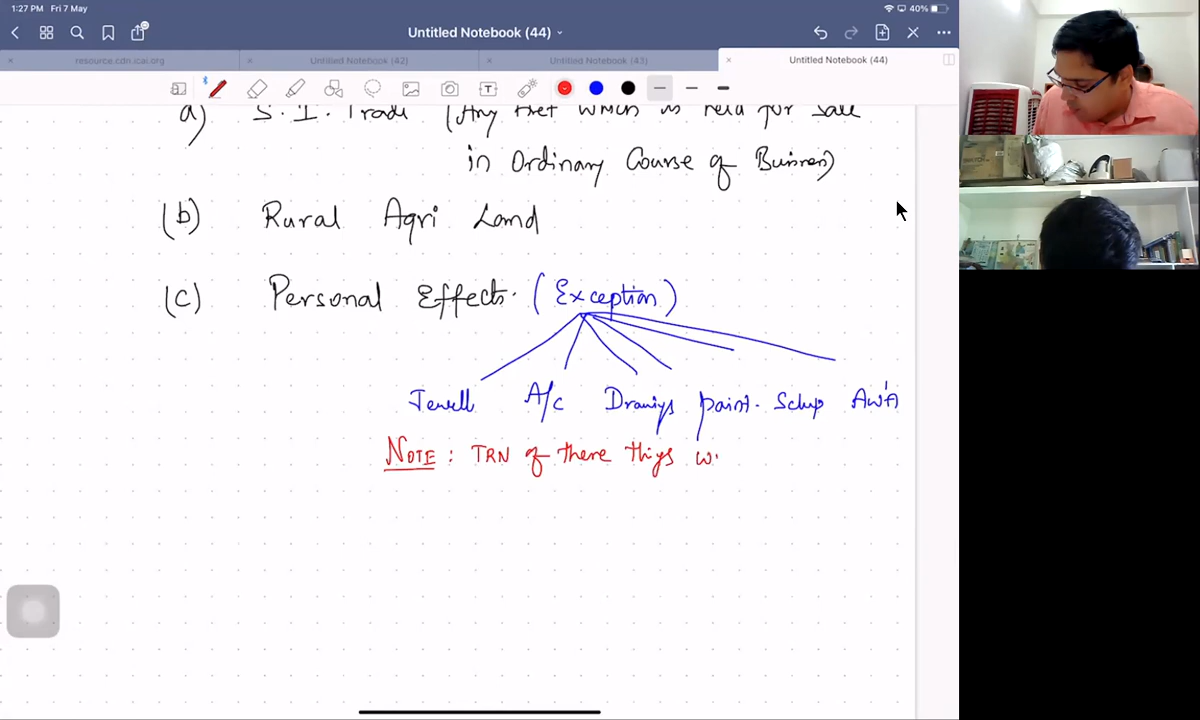 1:27 PM Fri 7 May
40%
Untitled Notebook (44)
resource.cdn.icai.org
Untitled Notebook (42)
Untitled Notebook (43)
Untitled Notebook (44)
a) S.I. Trade (Any which is held for sale
in Ordinary Course of Business)
(b) Rural Agri Land
(c) Personal Effects. (Exception)
Jewell A/c Drawings paint. Sculp
NOTE: TRN of these things w